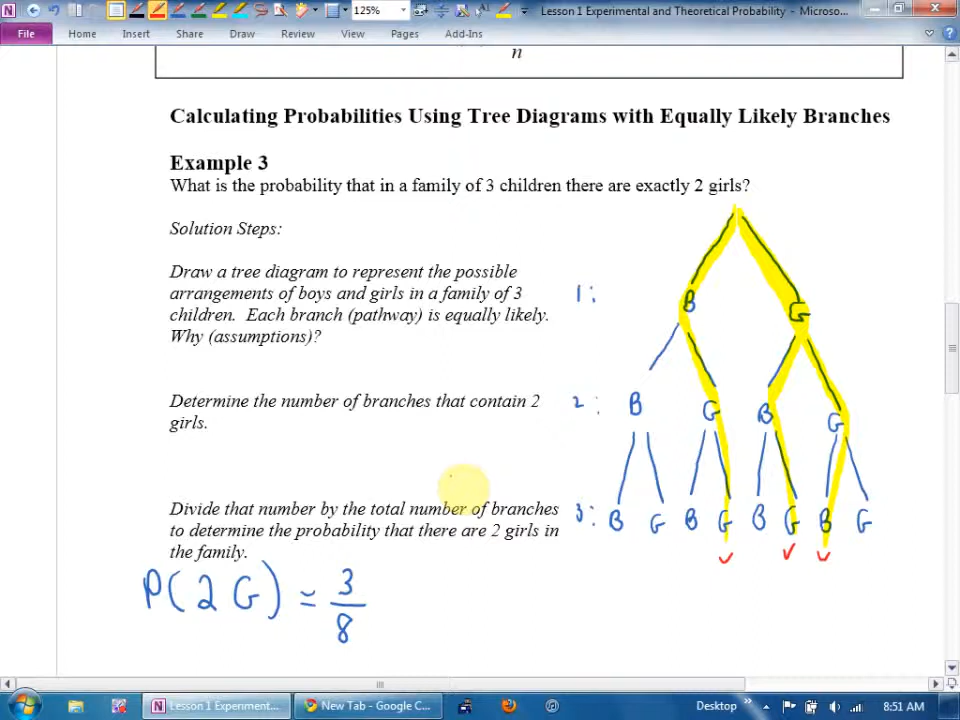 125%
Lesson 1 Experimental and Theoretical Probability - Microso...
File Home Insert Share Draw Review View Pages Add-Ins
n
Calculating Probabilities Using Tree Diagrams with Equally Likely Branches
Example 3
What is the probability that in a family of 3 children there are exactly 2 girls?
Solution Steps:
Draw a tree diagram to represent the possible
arrangements of boys and girls in a family of 3
children. Each branch (pathway) is equally likely.
Why (assumptions)?
Determine the number of branches that contain 2
girls.
Divide that number by the total number of branches
to determine the probability that there are 2 girls in
the family.
P(2 G) = 3/8
1: B G
2: B G B G
3: B G B G B G B G
Lesson 1 Experiment...
New Tab - Google C...
Desktop
8:51 AM